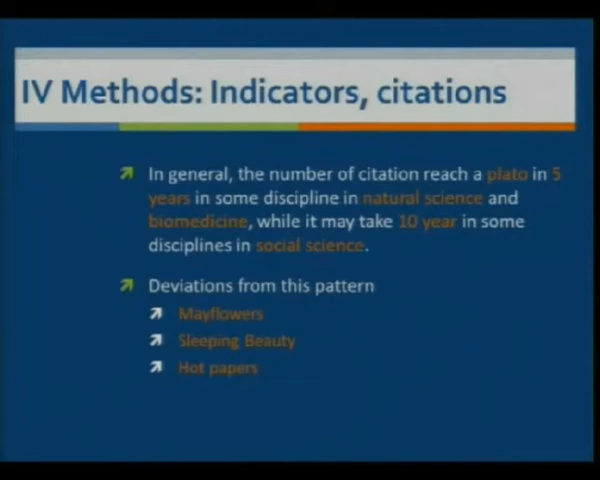 IV Methods: Indicators, citations
In general, the number of citation reach a plato in 5
years in some discipline in natural science and
biomedicine, while it may take 10 year in some
disciplines in social science.
Deviations from this pattern
Mayflowers
Sleeping Beauty
Hot papers